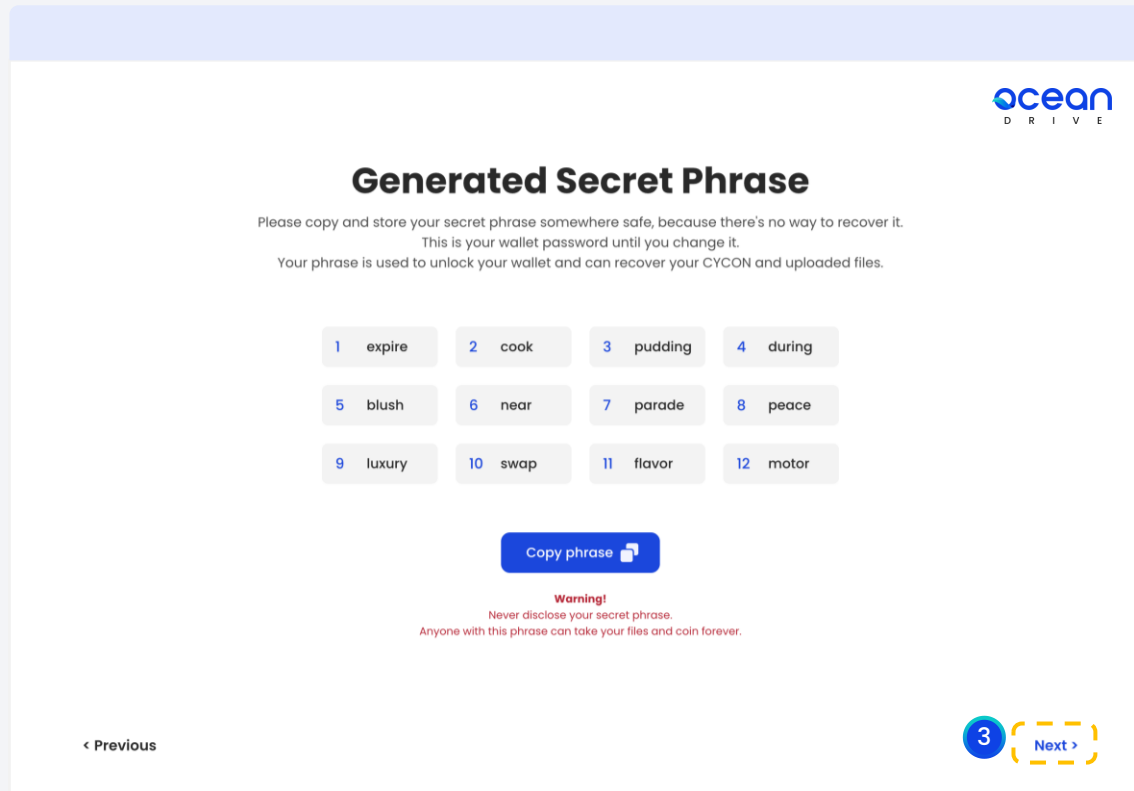 ocean
DRIVE
Generated Secret Phrase
Please copy and store your secret phrase somewhere safe, because there's no way to recover it.
This is your wallet password until you change it.
Your phrase is used to unlock your wallet and can recover your CYCON and uploaded files.
1 expire 2 cook 3 pudding 4 during
5 blush 6 near 7 parade 8 peace
9 luxury 10 swap 11 flavor 12 motor
Copy phrase
Warning!
Never disclose your secret phrase.
Anyone with this phrase can take your files and coin forever.
< Previous 3 Next >